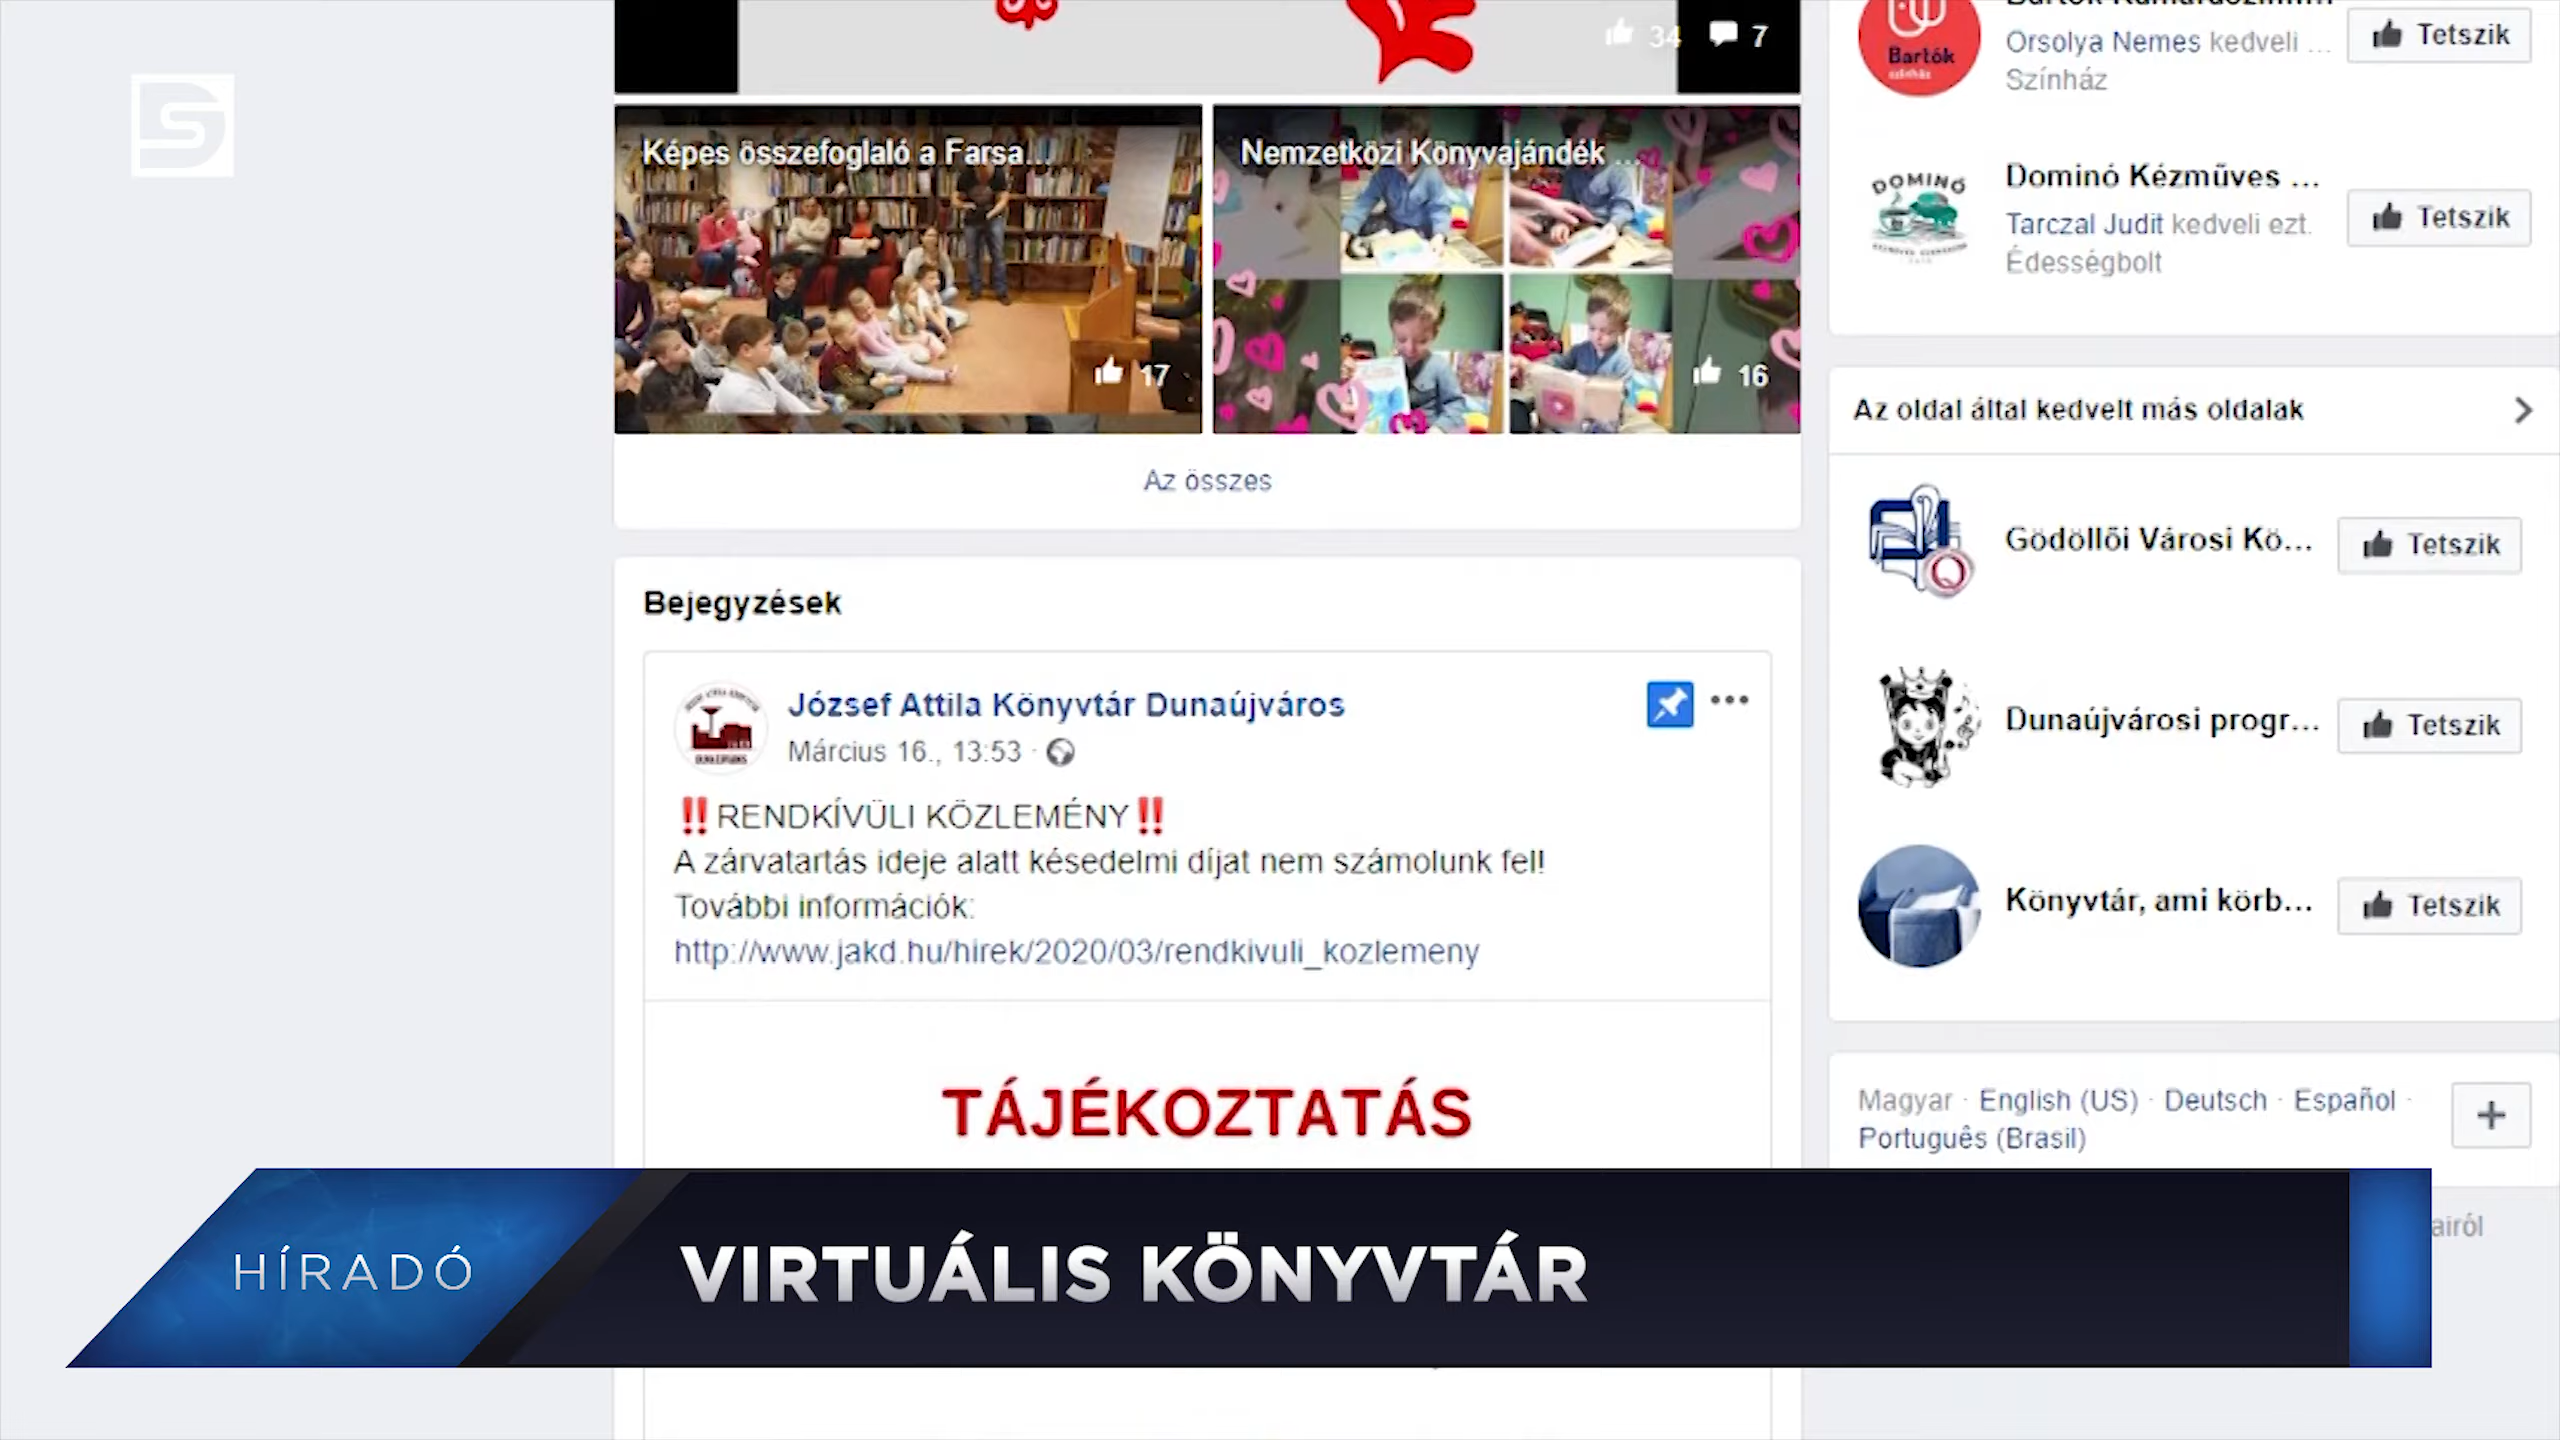 34 7
Képes összefoglaló a Farsa...
17
Nemzetközi Könyvajándék ...
16
Az összes
Bejegyzések
József Attila Könyvtár Dunaújváros
Március 16., 13:53 ·
‼RENDKÍVÜLI KÖZLEMÉNY‼
A zárvatartás ideje alatt késedelmi díjat nem számolunk fel!
További információk:
http://www.jakd.hu/hirek/2020/03/rendkivuli_kozlemeny
TÁJÉKOZTATÁS
Bartók
színház
Orsolya Nemes kedveli ...
Színház
Tetszik
DOMINÓ
Dominó Kézműves ...
Tarczal Judit kedveli ezt.
Édességbolt
Tetszik
Az oldal által kedvelt más oldalak
Gödöllői Városi Kö...
Tetszik
Dunaújvárosi progr...
Tetszik
Könyvtár, ami körb...
Tetszik
Magyar · English (US) · Deutsch · Español ·
Português (Brasil)
airól
HÍRADÓ
VIRTUÁLIS KÖNYVTÁR